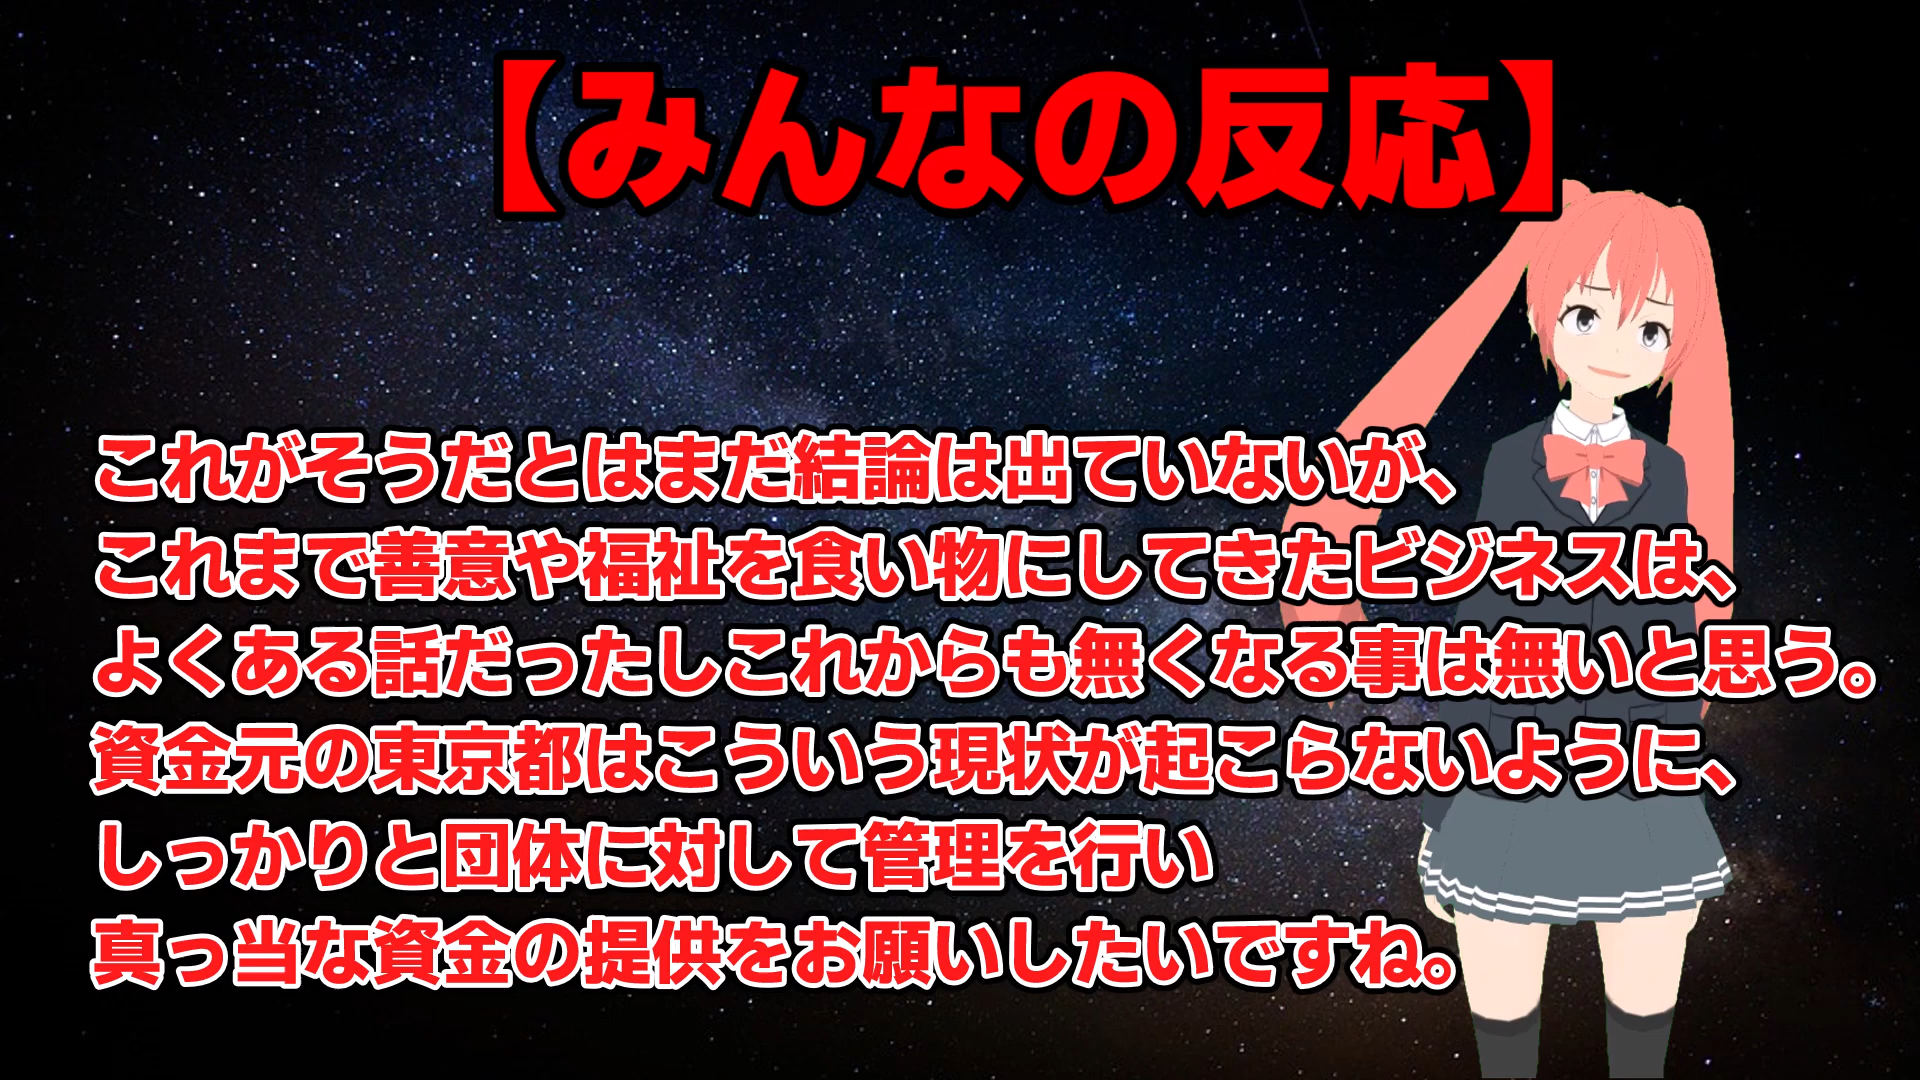 【みんなの反応】
これがそうだとはまだ結論は出ていないが、
これまで善意や福祉を食い物にしてきたビジネスは、
よくある話だったしこれからも無くなる事は無いと思う。
資金元の東京都はこういう現状が起こらないように、
しっかりと団体に対して管理を行い
真っ当な資金の提供をお願いしたいですね。